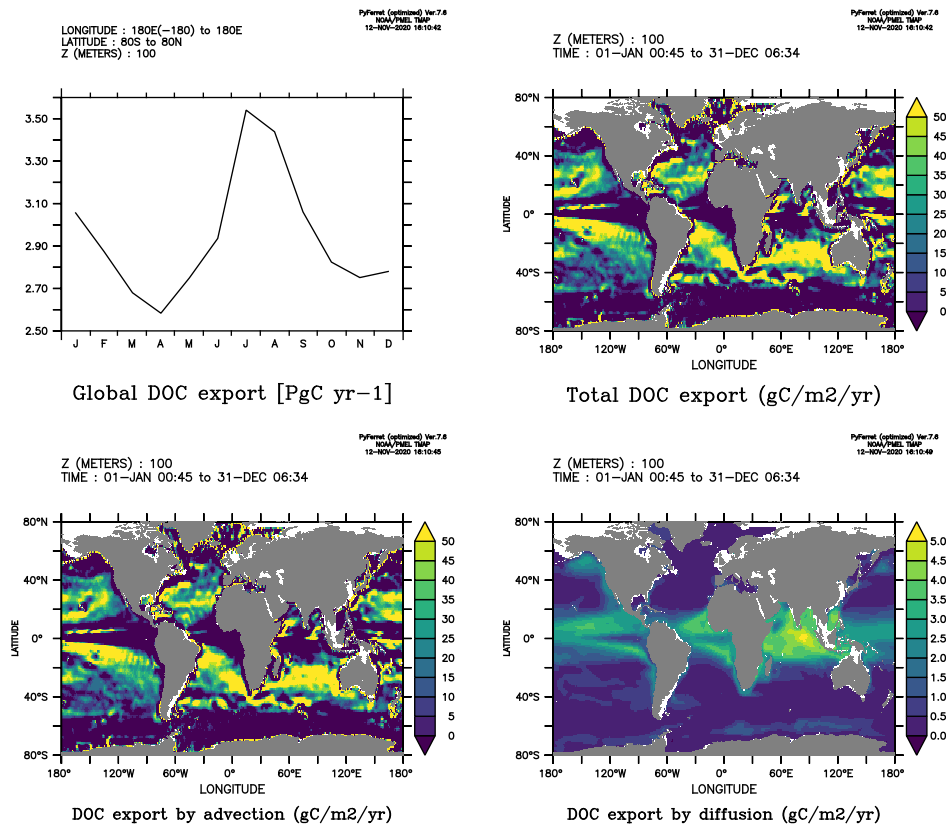 PyFerret (optimized) Ver.7.6
NOAA/PMEL TMAP
12-NOV-2020 16:10:42
LONGITUDE : 180E(-180) to 180E
LATITUDE : 80S to 80N
Z (METERS) : 100
3.50
3.30
3.10
2.90
2.70
2.50
J F M A M J J A S O N D
Global DOC export [PgC yr-1]
PyFerret (optimized) Ver.7.6
NOAA/PMEL TMAP
12-NOV-2020 16:10:42
Z (METERS) : 100
TIME : 01-JAN 00:45 to 31-DEC 06:34
80°N
40°N
0°
40°S
80°S
LATITUDE
180° 120°W 60°W 0° 60°E 120°E 180°
LONGITUDE
50
45
40
35
30
25
20
15
10
5
0
Total DOC export (gC/m2/yr)
PyFerret (optimized) Ver.7.6
NOAA/PMEL TMAP
12-NOV-2020 16:10:45
Z (METERS) : 100
TIME : 01-JAN 00:45 to 31-DEC 06:34
80°N
40°N
0°
40°S
80°S
LATITUDE
180° 120°W 60°W 0° 60°E 120°E 180°
LONGITUDE
50
45
40
35
30
25
20
15
10
5
0
DOC export by advection (gC/m2/yr)
PyFerret (optimized) Ver.7.6
NOAA/PMEL TMAP
12-NOV-2020 16:10:49
Z (METERS) : 100
TIME : 01-JAN 00:45 to 31-DEC 06:34
80°N
40°N
0°
40°S
80°S
LATITUDE
180° 120°W 60°W 0° 60°E 120°E 180°
LONGITUDE
5.0
4.5
4.0
3.5
3.0
2.5
2.0
1.5
1.0
0.5
0.0
DOC export by diffusion (gC/m2/yr)